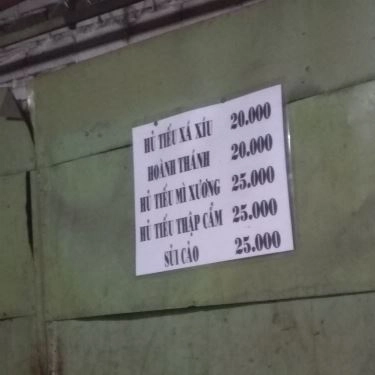 HỦ TIẾU XÁ XÍU 20.000
HOÀNH THÁNH 20.000
HỦ TIẾU MÌ XƯƠNG 25.000
HỦ TIẾU THẬP CẨM 25.000
SỦI CẢO 25.000